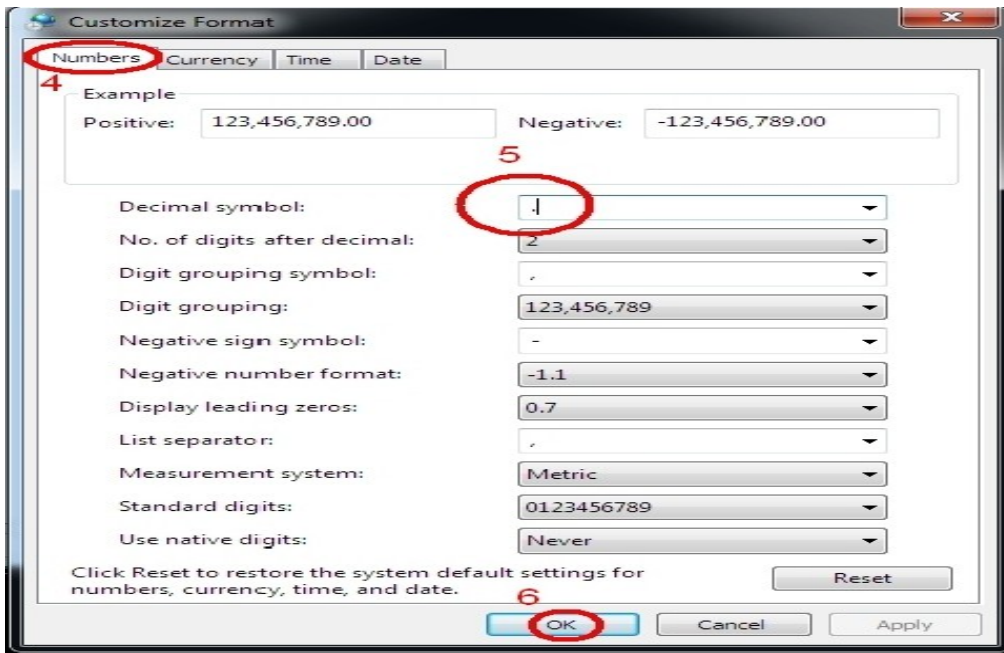 Customize Format
Numbers Currency Time Date
4
Example
Positive: 123,456,789.00 Negative: -123,456,789.00
5
Decimal symbol: .
No. of digits after decimal: 2
Digit grouping symbol: ,
Digit grouping: 123,456,789
Negative sign symbol: -
Negative number format: -1.1
Display leading zeros: 0.7
List separator: ,
Measurement system: Metric
Standard digits: 0123456789
Use native digits: Never
Click Reset to restore the system default settings for
numbers, currency, time, and date.
Reset
6
OK Cancel Apply